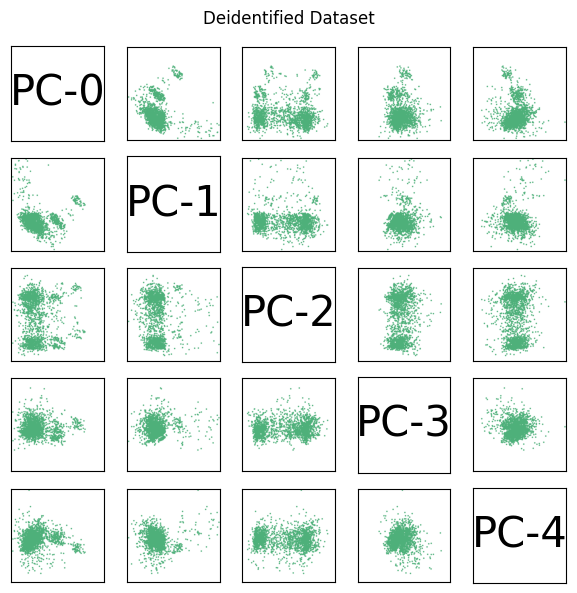 Deidentified Dataset
PC-0
PC-1
PC-2
PC-3
PC-4